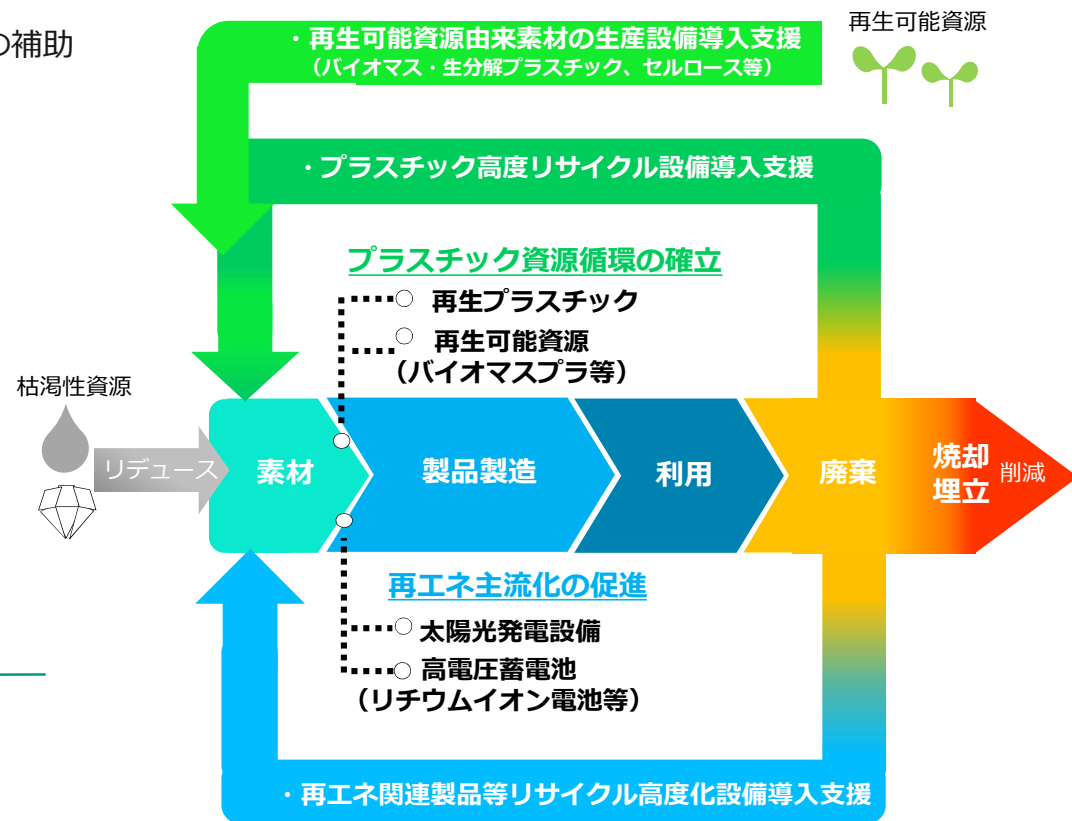 の補助
再生可能資源
・再生可能資源由来素材の生産設備導入支援
（バイオマス・生分解プラスチック、セルロース等）
・プラスチック高度リサイクル設備導入支援
プラスチック資源循環の確立
再生プラスチック
再生可能資源
（バイオマスプラ等）
枯渇性資源
リデュース
素材
製品製造
利用
廃棄
焼却
埋立
削減
再エネ主流化の促進
太陽光発電設備
高電圧蓄電池
（リチウムイオン電池等）
・再エネ関連製品等リサイクル高度化設備導入支援